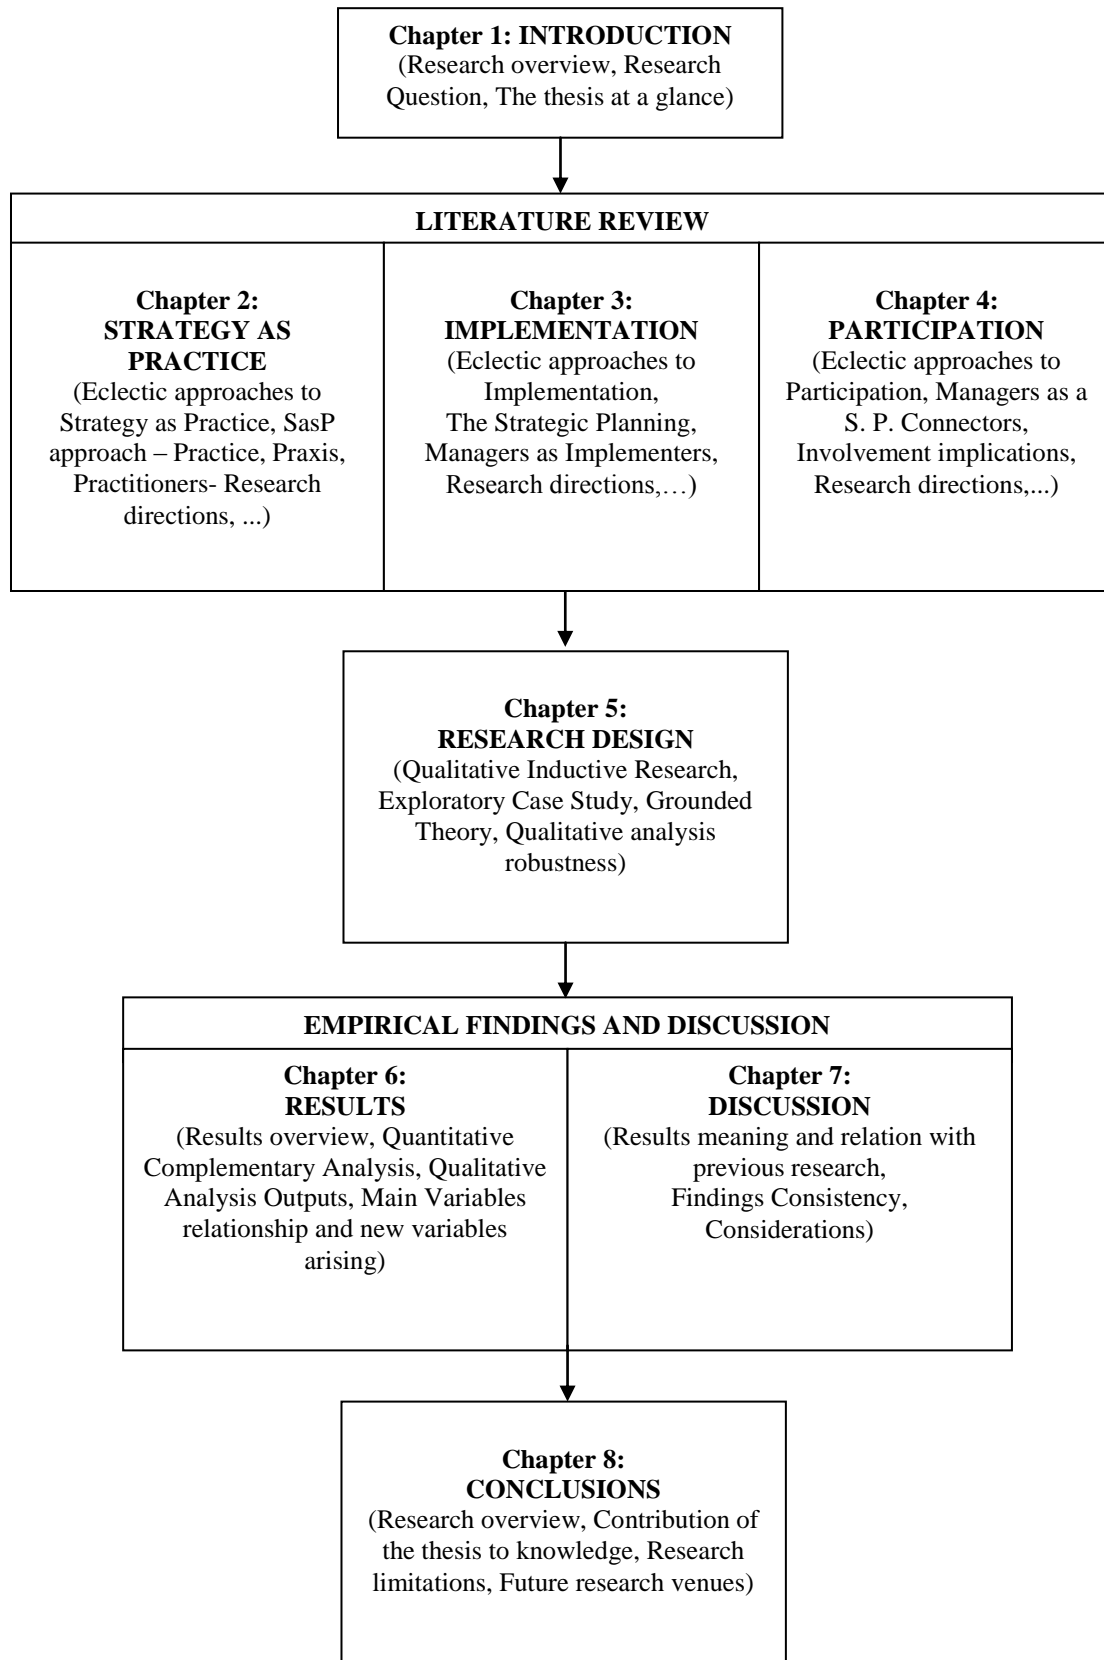 Chapter 1: INTRODUCTION
(Research overview, Research
Question, The thesis at a glance)
LITERATURE REVIEW
Chapter 2:
STRATEGY AS
PRACTICE
(Eclectic approaches to
Strategy as Practice, SasP
approach – Practice, Praxis,
Practitioners- Research
directions, ...)
Chapter 3:
IMPLEMENTATION
(Eclectic approaches to
Implementation,
The Strategic Planning,
Managers as Implementers,
Research directions,…)
Chapter 4:
PARTICIPATION
(Eclectic approaches to
Participation, Managers as a
S. P. Connectors,
Involvement implications,
Research directions,...)
Chapter 5:
RESEARCH DESIGN
(Qualitative Inductive Research,
Exploratory Case Study, Grounded
Theory, Qualitative analysis
robustness)
EMPIRICAL FINDINGS AND DISCUSSION
Chapter 6:
RESULTS
(Results overview, Quantitative
Complementary Analysis, Qualitative
Analysis Outputs, Main Variables
relationship and new variables
arising)
Chapter 7:
DISCUSSION
(Results meaning and relation with
previous research,
Findings Consistency,
Considerations)
Chapter 8:
CONCLUSIONS
(Research overview, Contribution of
the thesis to knowledge, Research
limitations, Future research venues)